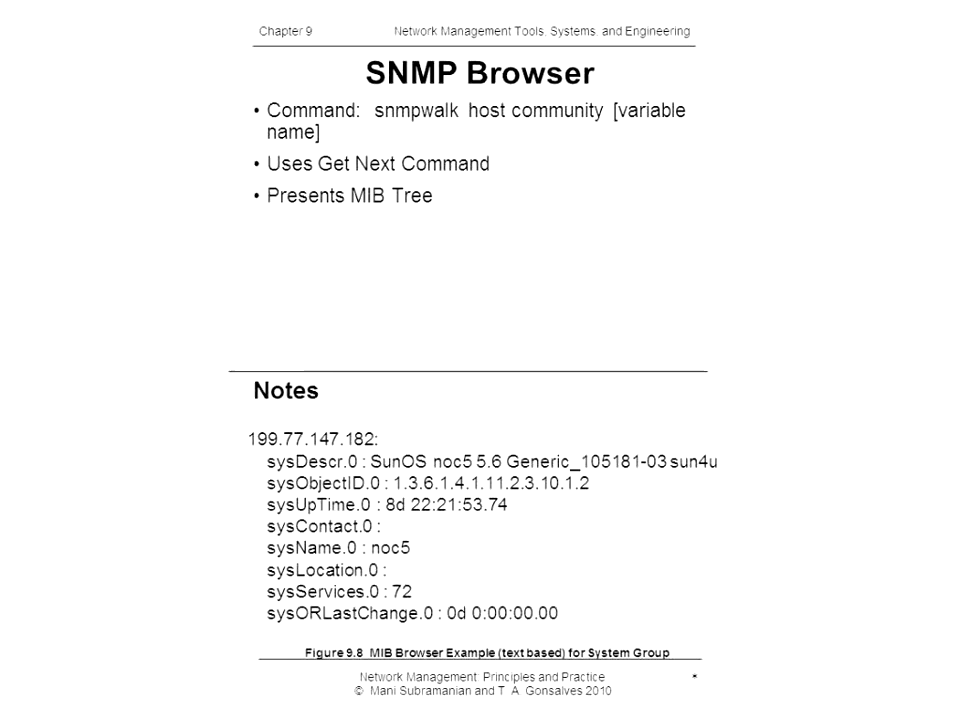 Chapter 9 Network Management Tools, Systems, and Engineering
SNMP Browser
• Command: snmpwalk host community [variable
name]
• Uses Get Next Command
• Presents MIB Tree
Notes
199.77.147.182:
sysDescr.0 : SunOS noc5 5.6 Generic_105181-03 sun4u
sysObjectID.0 : 1.3.6.1.4.1.11.2.3.10.1.2
sysUpTime.0 : 8d 22:21:53.74
sysContact.0 :
sysName.0 : noc5
sysLocation.0 :
sysServices.0 : 72
sysORLastChange.0 : 0d 0:00:00.00
Figure 9.8 MIB Browser Example (text based) for System Group
Network Management: Principles and Practice *
© Mani Subramanian and T. A. Gonsalves 2010